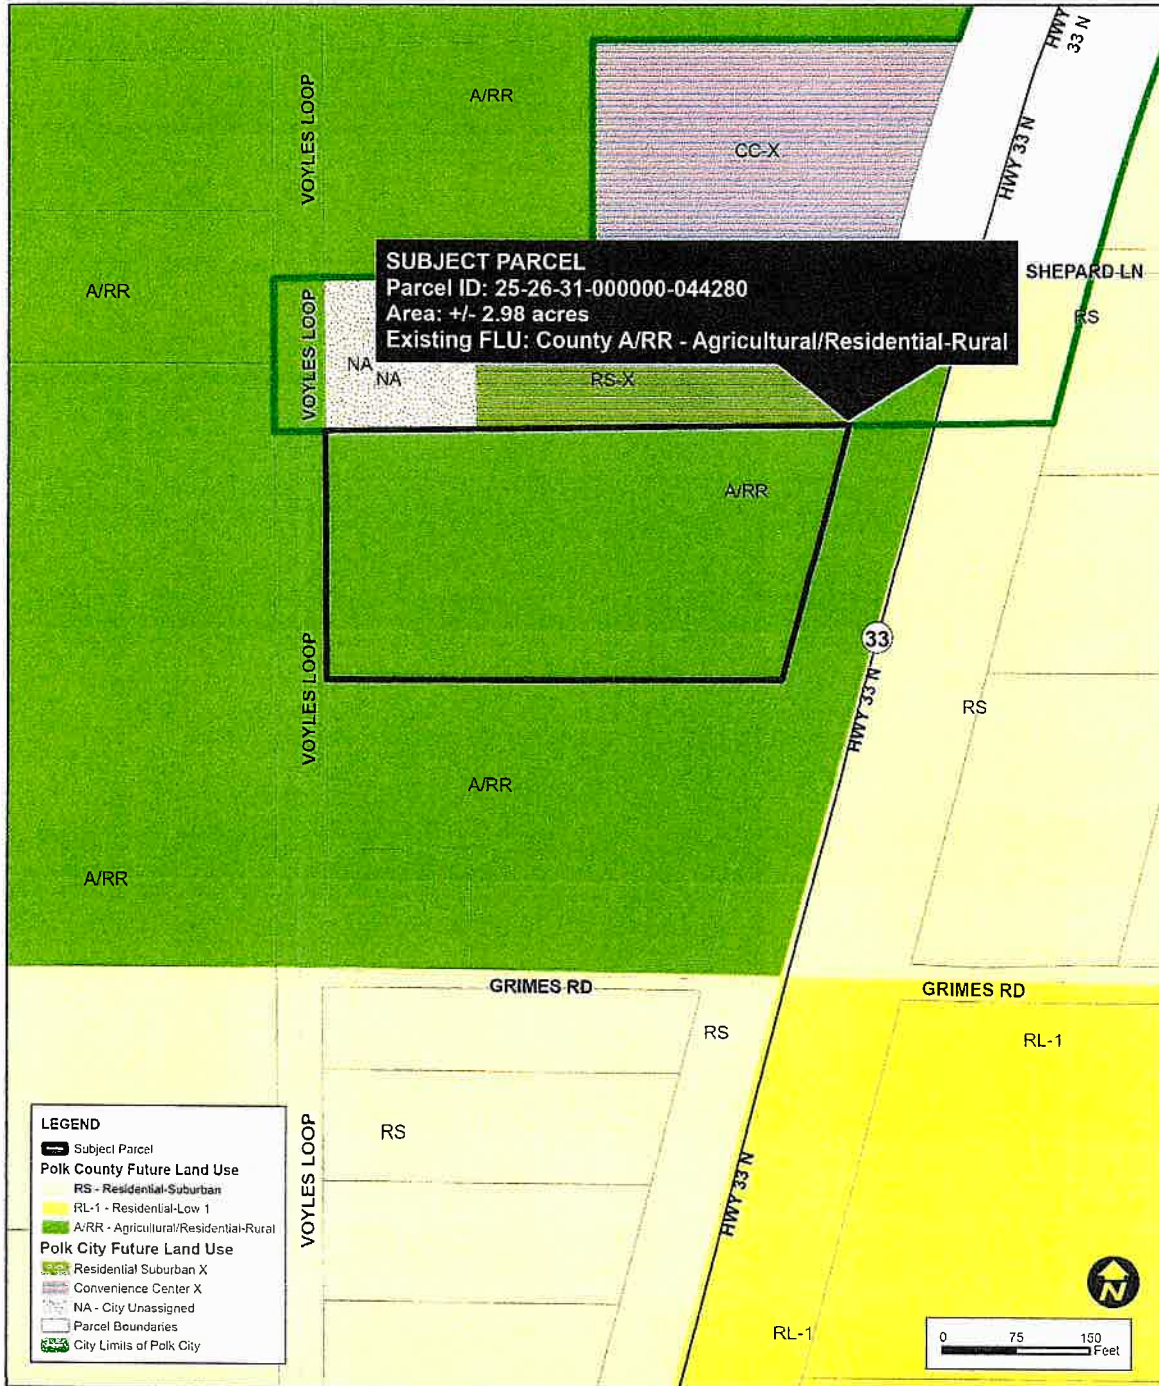 HWY
33 N
VOYLES LOOP
A/RR
CC-X
HWY 33 N
SUBJECT PARCEL
Parcel ID: 25-26-31-000000-044280
Area: +/- 2.98 acres
Existing FLU: County A/RR - Agricultural/Residential-Rural
SHEPARD LN
A/RR
RS
VOYLES LOOP
NA
NA
RS-X
A/RR
33
VOYLES LOOP
HWY 33 N
RS
A/RR
A/RR
GRIMES RD
GRIMES RD
RS
RL-1
RS
VOYLES LOOP
HWY 33 N
RL-1
LEGEND
Subject Parcel
Polk County Future Land Use
RS - Residential-Suburban
RL-1 - Residential-Low 1
A/RR - Agricultural/Residential-Rural
Polk City Future Land Use
Residential Suburban X
Convenience Center X
NA - City Unassigned
Parcel Boundaries
City Limits of Polk City
N
0 75 150
Feet